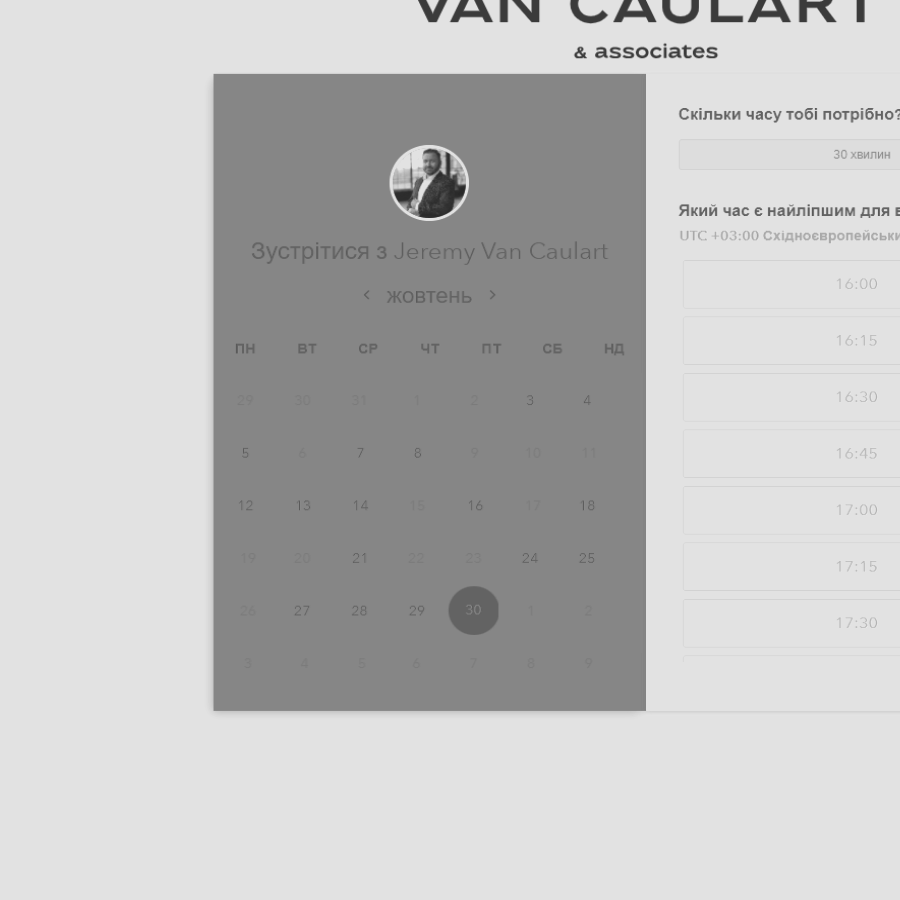 VAN CAULART
& associates
Зустрітися з Jeremy Van Caulart
жовтень
ПН ВТ СР ЧТ ПТ СБ НД
29 30 31 1 2 3 4
5 6 7 8 9 10 11
12 13 14 15 16 17 18
19 20 21 22 23 24 25
26 27 28 29 30 1 2
3 4 5 6 7 8 9
Скільки часу тобі потрібно?
30 хвилин
Який час є найліпшим для
UTC +03:00
16:00
16:15
16:30
16:45
17:00
17:15
17:30